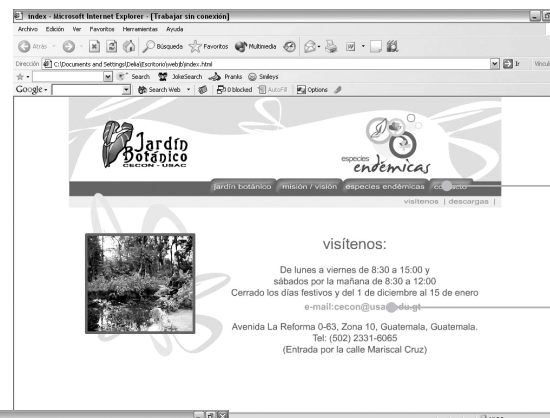 index - Microsoft Internet Explorer - [Trabajar sin conexión]
Archivo Edición Ver Favoritos Herramientas Ayuda
Atrás Búsqueda Favoritos Multimedia
Dirección C:\Documents and Settings\Delia\Escritorio\webjb\index.html Ir
Search JokeSearch Pranks Smileys
Google Search Web 0 blocked AutoFill Options
Jardín
Botánico
CECON - USAC
especies
endémicas
jardín botánico misión / visión especies endémicas
visítenos | descargas |
visítenos:
De lunes a viernes de 8:30 a 15:00 y
sábados por la mañana de 8:30 a 12:00
Cerrado los días festivos y del 1 de diciembre al 15 de enero
e-mail:cecon@usac.edu.gt
Avenida La Reforma 0-63, Zona 10, Guatemala, Guatemala.
Tel: (502) 2331-6065
(Entrada por la calle Mariscal Cruz)